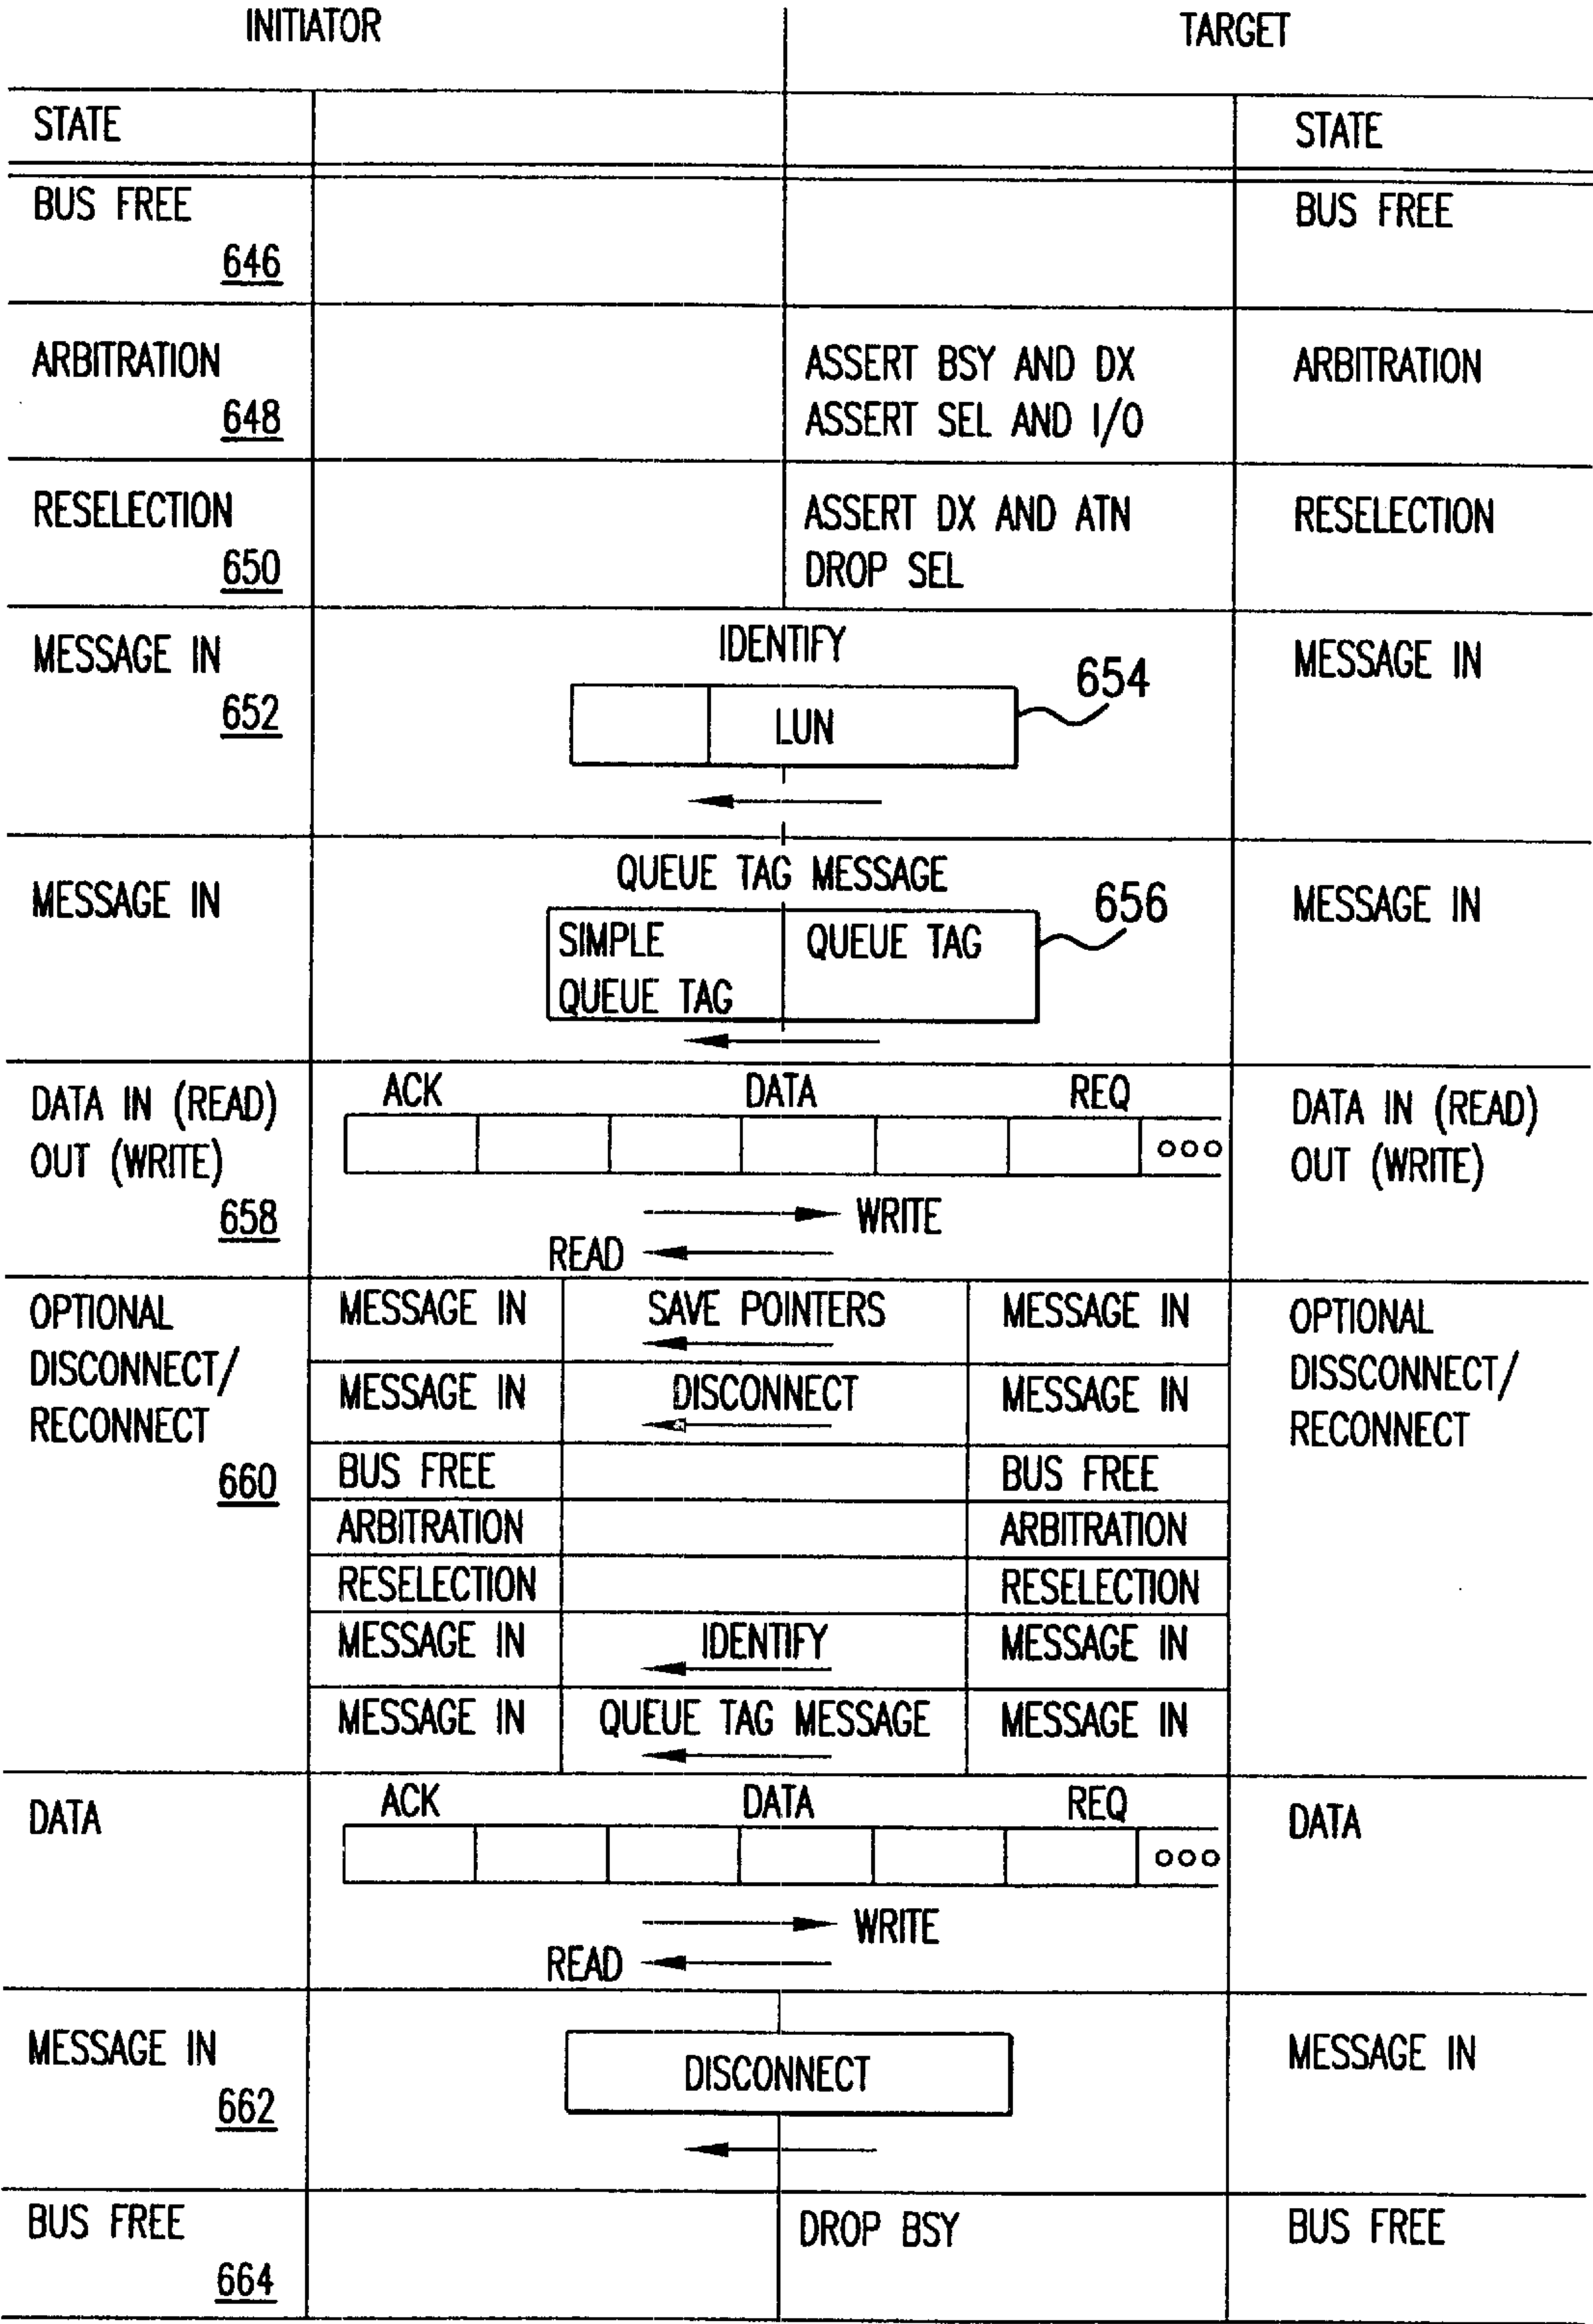 INITIATOR
TARGET
STATE
STATE
BUS FREE
646
BUS FREE
ARBITRATION
648
ASSERT BSY AND DX
ASSERT SEL AND I/O
ARBITRATION
RESELECTION
650
ASSERT DX AND ATN
DROP SEL
RESELECTION
MESSAGE IN
652
IDENTIFY
LUN
654
MESSAGE IN
MESSAGE IN
QUEUE TAG MESSAGE
SIMPLE
QUEUE TAG
QUEUE TAG
656
MESSAGE IN
DATA IN (READ)
OUT (WRITE)
658
ACK
DATA
REQ
ooo
WRITE
READ
DATA IN (READ)
OUT (WRITE)
OPTIONAL
DISCONNECT/
RECONNECT
660
MESSAGE IN
SAVE POINTERS
MESSAGE IN
MESSAGE IN
DISCONNECT
MESSAGE IN
BUS FREE
BUS FREE
ARBITRATION
ARBITRATION
RESELECTION
RESELECTION
MESSAGE IN
IDENTIFY
MESSAGE IN
MESSAGE IN
QUEUE TAG MESSAGE
MESSAGE IN
OPTIONAL
DISSCONNECT/
RECONNECT
DATA
ACK
DATA
REQ
ooo
WRITE
READ
DATA
MESSAGE IN
662
DISCONNECT
MESSAGE IN
BUS FREE
664
DROP BSY
BUS FREE